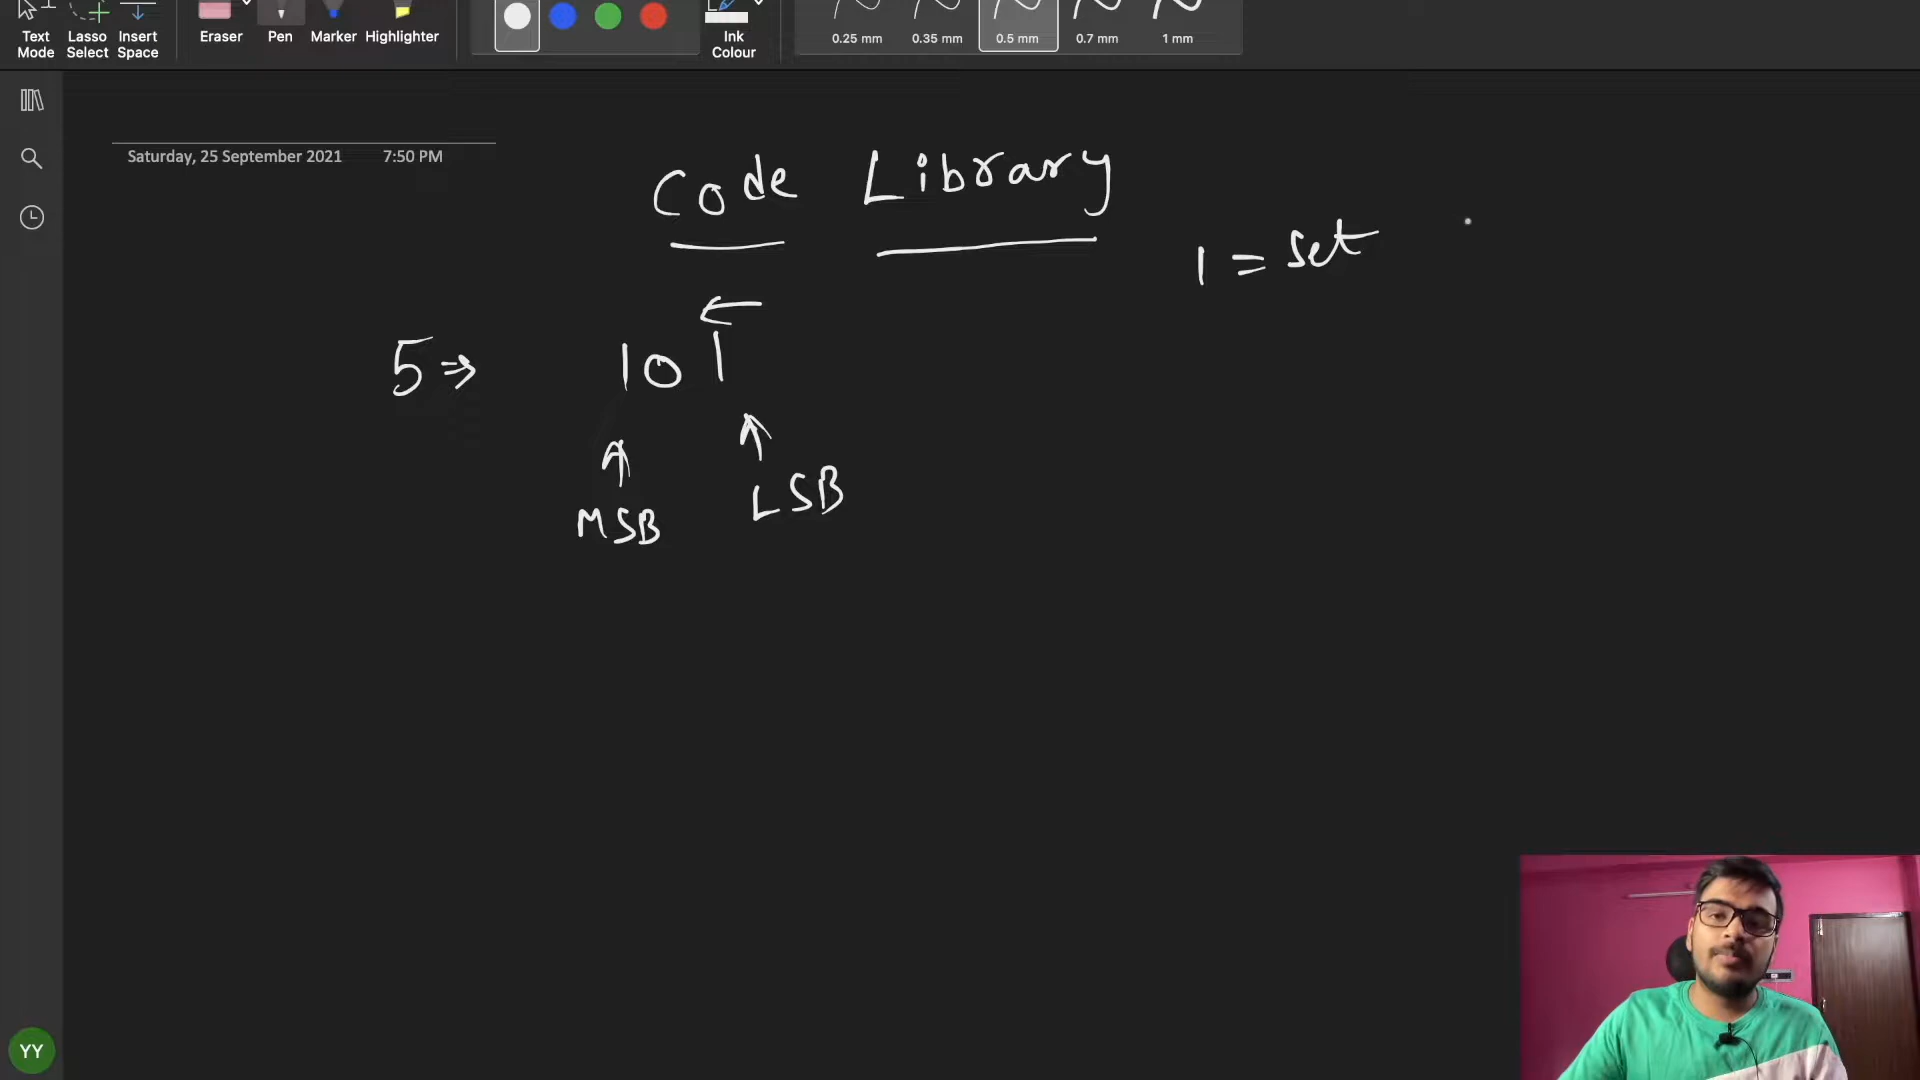 Text Mode
Lasso Select
Insert Space
Eraser
Pen
Marker
Highlighter
Ink Colour
0.25 mm
0.35 mm
0.5 mm
0.7 mm
1 mm
Saturday, 25 September 2021 7:50 PM
Code Library
1 = Set
5 ⇒ 101
MSB
LSB
YY